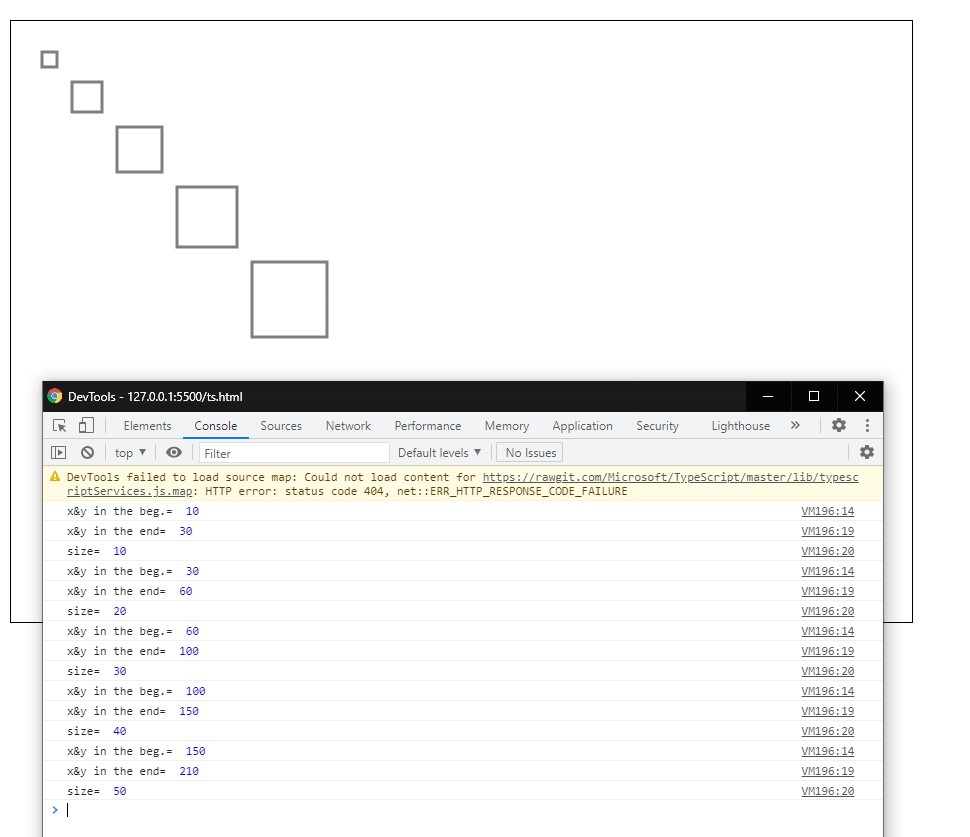 DevTools - 127.0.0.1:5500/ts.html
Elements Console Sources Network Performance Memory Application Security Lighthouse »
top ▼ Filter Default levels ▼ No Issues
DevTools failed to load source map: Could not load content for https://rawgit.com/Microsoft/TypeScript/master/lib/typesc
riptServices.js.map: HTTP error: status code 404, net::ERR_HTTP_RESPONSE_CODE_FAILURE
x&y in the beg.= 10 VM196:14
x&y in the end= 30 VM196:19
size= 10 VM196:20
x&y in the beg.= 30 VM196:14
x&y in the end= 60 VM196:19
size= 20 VM196:20
x&y in the beg.= 60 VM196:14
x&y in the end= 100 VM196:19
size= 30 VM196:20
x&y in the beg.= 100 VM196:14
x&y in the end= 150 VM196:19
size= 40 VM196:20
x&y in the beg.= 150 VM196:14
x&y in the end= 210 VM196:19
size= 50 VM196:20
>